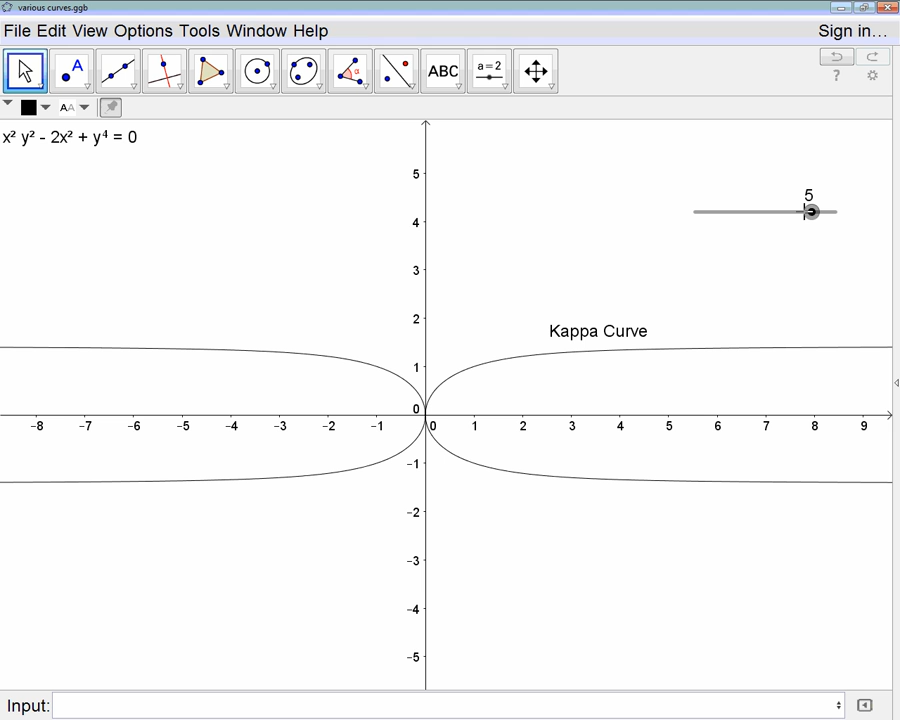 various curves.ggb
File Edit View Options Tools Window Help Sign in...
A α ABC a = 2
AA ?
x² y² - 2x² + y⁴ = 0
5
5
4
3
2
Kappa Curve
1
0
−8 −7 −6 −5 −4 −3 −2 −1 0 1 2 3 4 5 6 7 8 9
−1
−2
−3
−4
−5
Input: